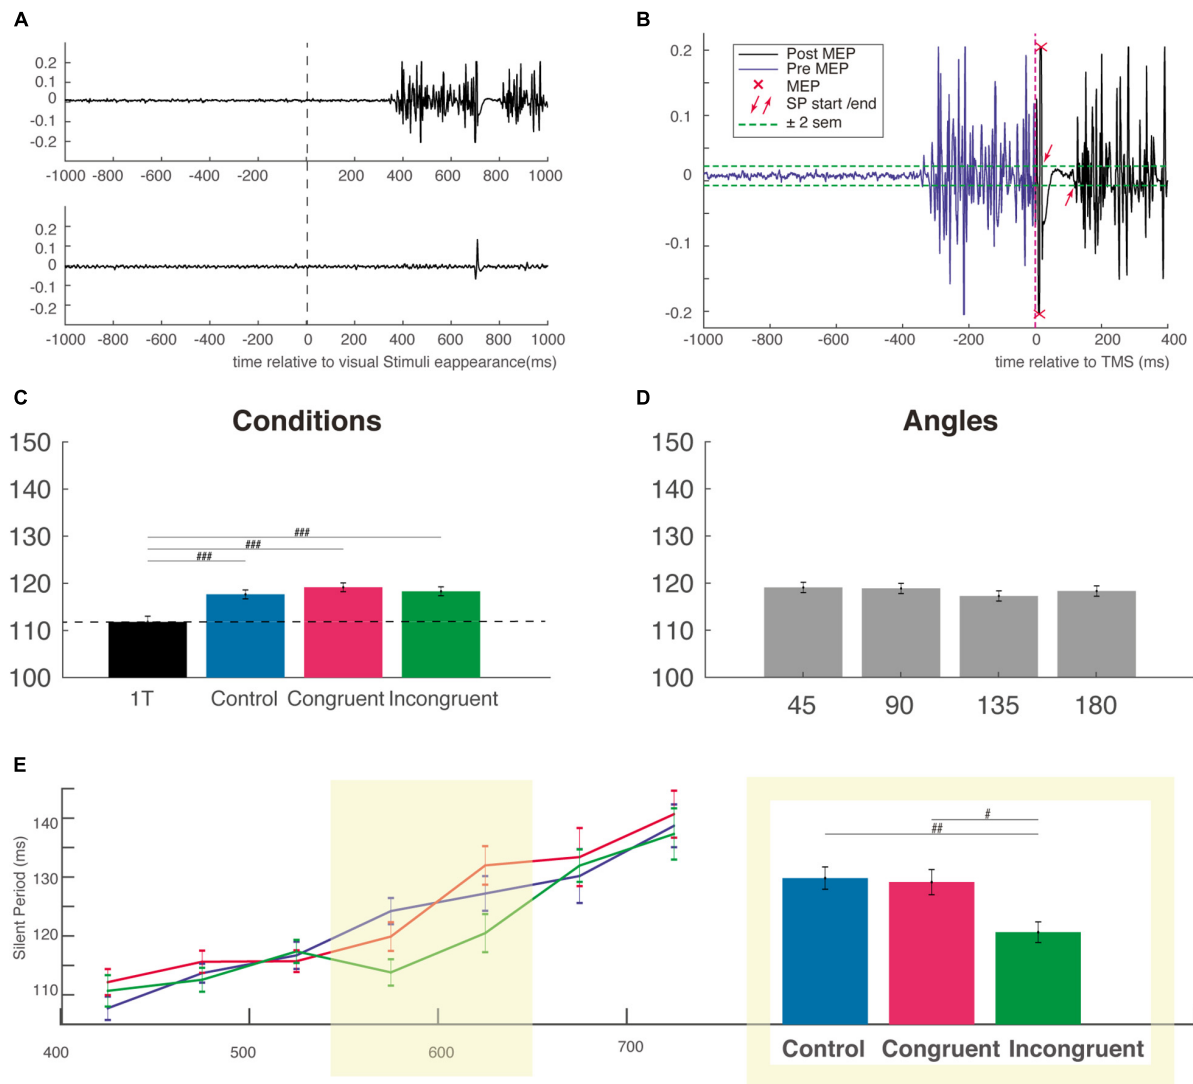 A
0.2
0.1
0
-0.1
-0.2
-1000 -800 -600 -400 -200 0 200 400 600 800 1000
0.2
0.1
0
-0.1
-0.2
-1000 -800 -600 -400 -200 0 200 400 600 800 1000
time relative to visual Stimuli eappearance(ms)
B
0.2
0.1
0
-0.1
-0.2
Post MEP
Pre MEP
MEP
SP start /end
± 2 sem
-1000 -800 -600 -400 -200 0 200 400
time relative to TMS (ms)
C
Conditions
150
140
130
120
110
100
###
###
###
1T Control Congruent Incongruent
D
Angles
150
140
130
120
110
100
45 90 135 180
E
Silent Period (ms)
140
130
120
110
400 500 600 700
#
##
Control Congruent Incongruent